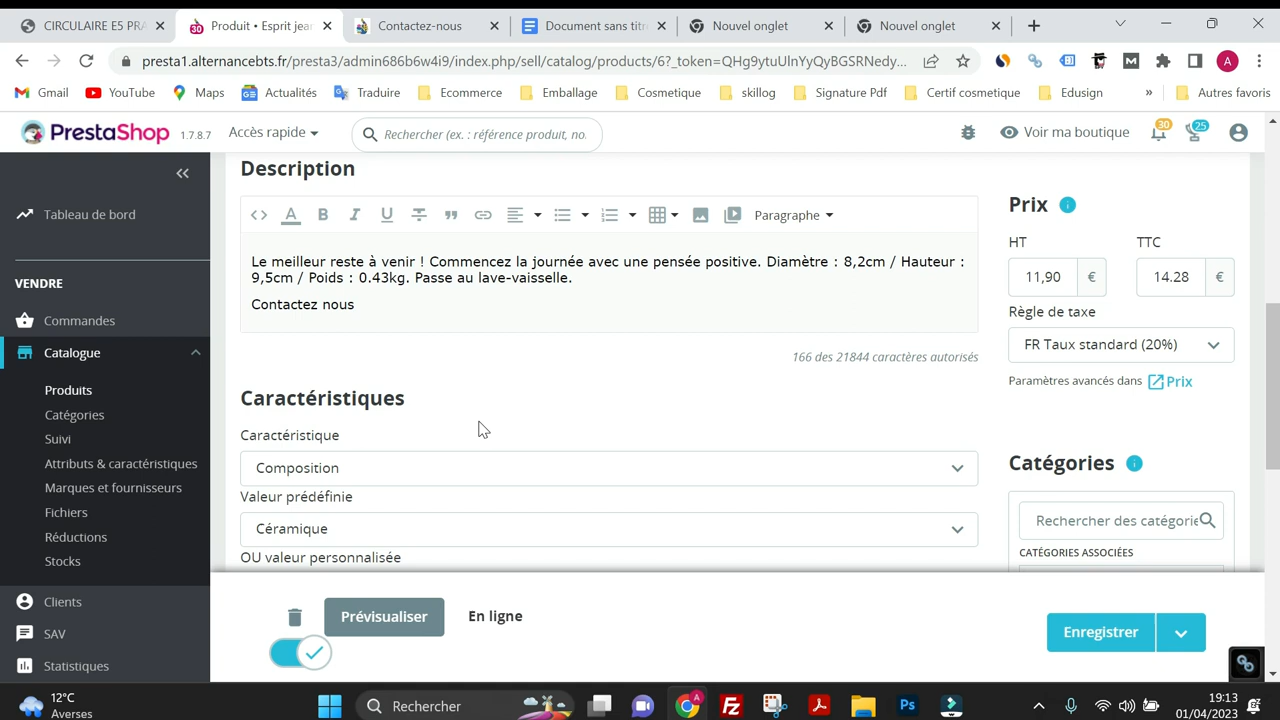 CIRCULAIRE E5 PRA
Produit • Esprit jea
Contactez-nous
Document sans titr
Nouvel onglet
Nouvel onglet
presta1.alternancebts.fr/presta3/admin686b6v4i9/index.php/sell/catalog/products/6?_token=QHg9ytuUlnYyQyBGSRNedy...
A
Gmail
YouTube
Maps
Actualités
Traduire
Ecommerce
Emballage
Cosmetique
skillog
Signature Pdf
Certif cosmetique
Edusign
»
Autres favoris
PrestaShop
1.7.8.7
Accès rapide
Rechercher (ex. : référence produit, no.
Voir ma boutique
30
25
Tableau de bord
VENDRE
Commandes
Catalogue
Produits
Catégories
Suivi
Attributs & caractéristiques
Marques et fournisseurs
Fichiers
Réductions
Stocks
Clients
SAV
Statistiques
Description
Paragraphe
Le meilleur reste à venir ! Commencez la journée avec une pensée positive. Diamètre : 8,2cm / Hauteur :
9,5cm / Poids : 0.43kg. Passe au lave-vaisselle.
Contactez nous
166 des 21844 caractères autorisés
Caractéristiques
Caractéristique
Composition
Valeur prédéfinie
Céramique
OU valeur personnalisée
Prix
HT
TTC
11,90 €
14.28 €
Règle de taxe
FR Taux standard (20%)
Paramètres avancés dans Prix
Catégories
Rechercher des catégorie
CATÉGORIES ASSOCIÉES
Prévisualiser
En ligne
Enregistrer
12°C
Averses
Rechercher
19:13
01/04/2023